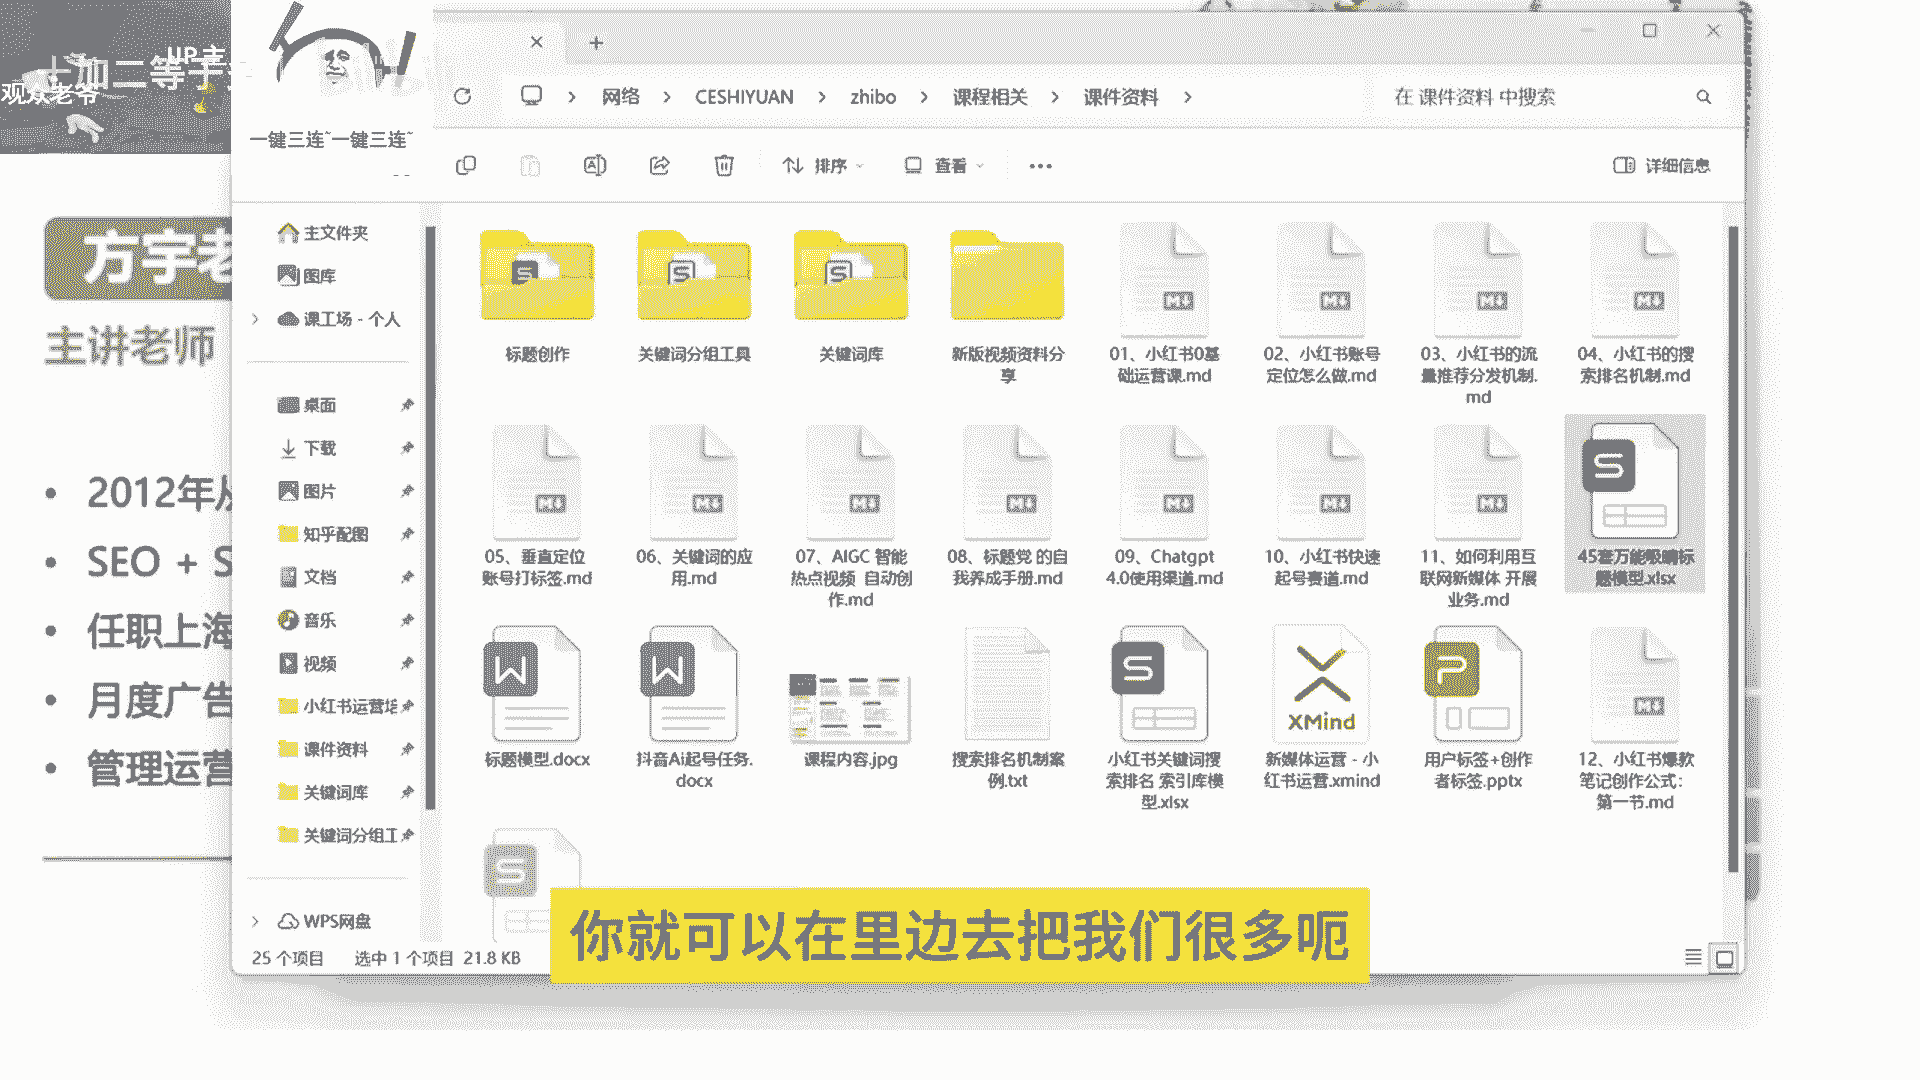 UP主
十加二等于
观众老爷
一键三连~一键三连~
网络 > CESHIYUAN > zhibo > 课程相关 > 课件资料 >
在 课件资料 中搜索
排序
查看
详细信息
方宇老
主讲老师
2012年从
SEO + S
任职上海
月度广告
管理运营
主文件夹
图库
课工场 - 个人
桌面
下载
图片
知乎配图
文档
音乐
视频
小红书运营培
课件资料
关键词库
关键词分组工
WPS网盘
标题创作
关键词分组工具
关键词库
新版视频资料分
享
01、小红书0基
础运营课.md
02、小红书账号
定位怎么做.md
03、小红书的流
量推荐分发机制.
md
04、小红书的搜
索排名机制.md
05、垂直定位
账号打标签.md
06、关键词的应
用.md
07、AIGC 智能
热点视频 自动创
作.md
08、标题党 的自
我养成手册.md
09、Chatgpt
4.0使用渠道.md
10、小红书快速
起号赛道.md
11、如何利用互
联网新媒体 开展
业务.md
45套万能吸睛标
题模型.xlsx
标题模型.docx
抖音Ai起号任务.
docx
课程内容.jpg
搜索排名机制案
例.txt
小红书关键词搜
索排名 索引库模
型.xlsx
XMind
新媒体运营 - 小
红书运营.xmind
用户标签+创作
者标签.pptx
12、小红书爆款
笔记创作公式：
第一节.md
25 个项目
选中 1 个项目 21.8 KB
你就可以在里边去把我们很多呃